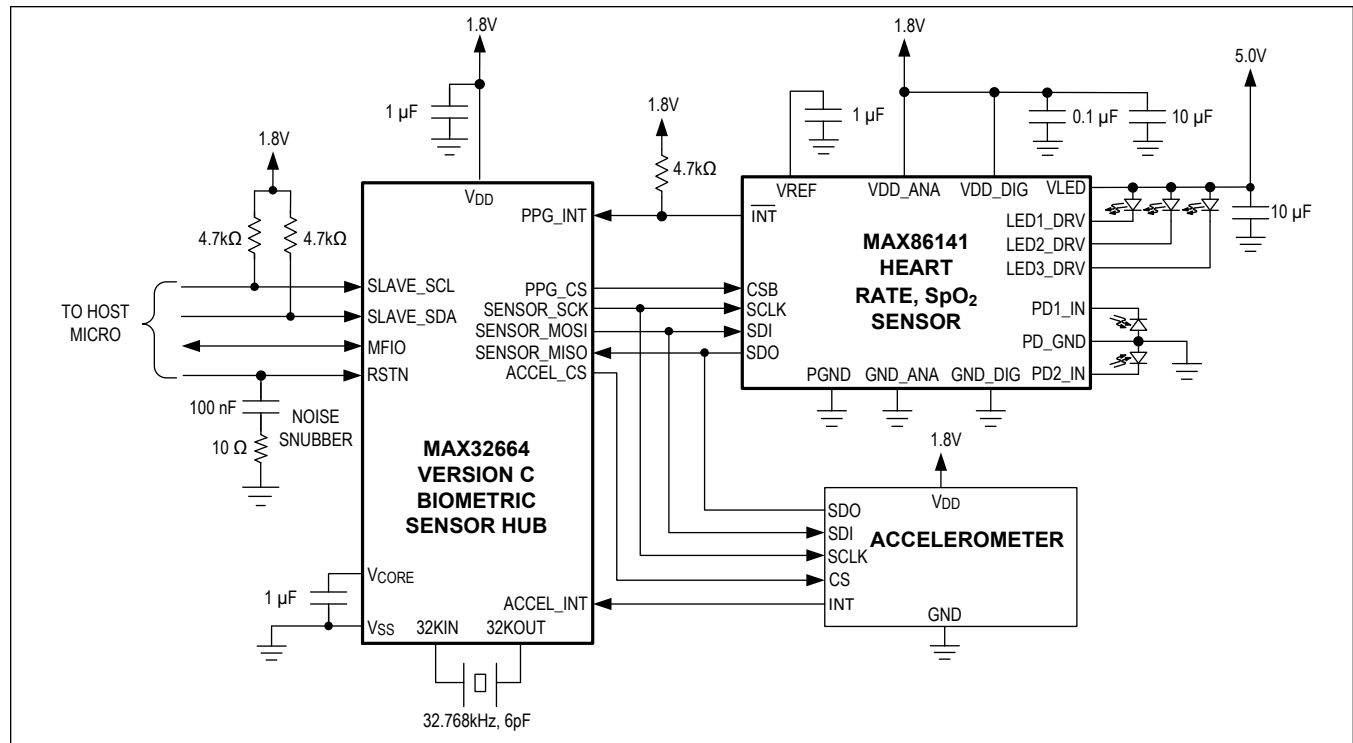 1.8V
1 µF
1.8V
4.7kΩ
4.7kΩ
TO HOST
MICRO
100 nF
10 Ω
NOISE
SNUBBER
VDD
PPG_INT
SLAVE_SCL
SLAVE_SDA
MFIO
RSTN
PPG_CS
SENSOR_SCK
SENSOR_MOSI
SENSOR_MISO
ACCEL_CS
MAX32664
VERSION C
BIOMETRIC
SENSOR HUB
VCORE
1 µF
VSS
32KIN
32KOUT
ACCEL_INT
32.768kHz, 6pF
1.8V
4.7kΩ
1 µF
1.8V
0.1 µF
10 µF
5.0V
10 µF
VREF
VDD_ANA
VDD_DIG
VLED
INT
LED1_DRV
LED2_DRV
LED3_DRV
MAX86141
HEART
RATE, SpO2
SENSOR
CSB
SCLK
SDI
SDO
PD1_IN
PD_GND
PD2_IN
PGND
GND_ANA
GND_DIG
1.8V
VDD
SDO
SDI
SCLK
CS
INT
ACCELEROMETER
GND